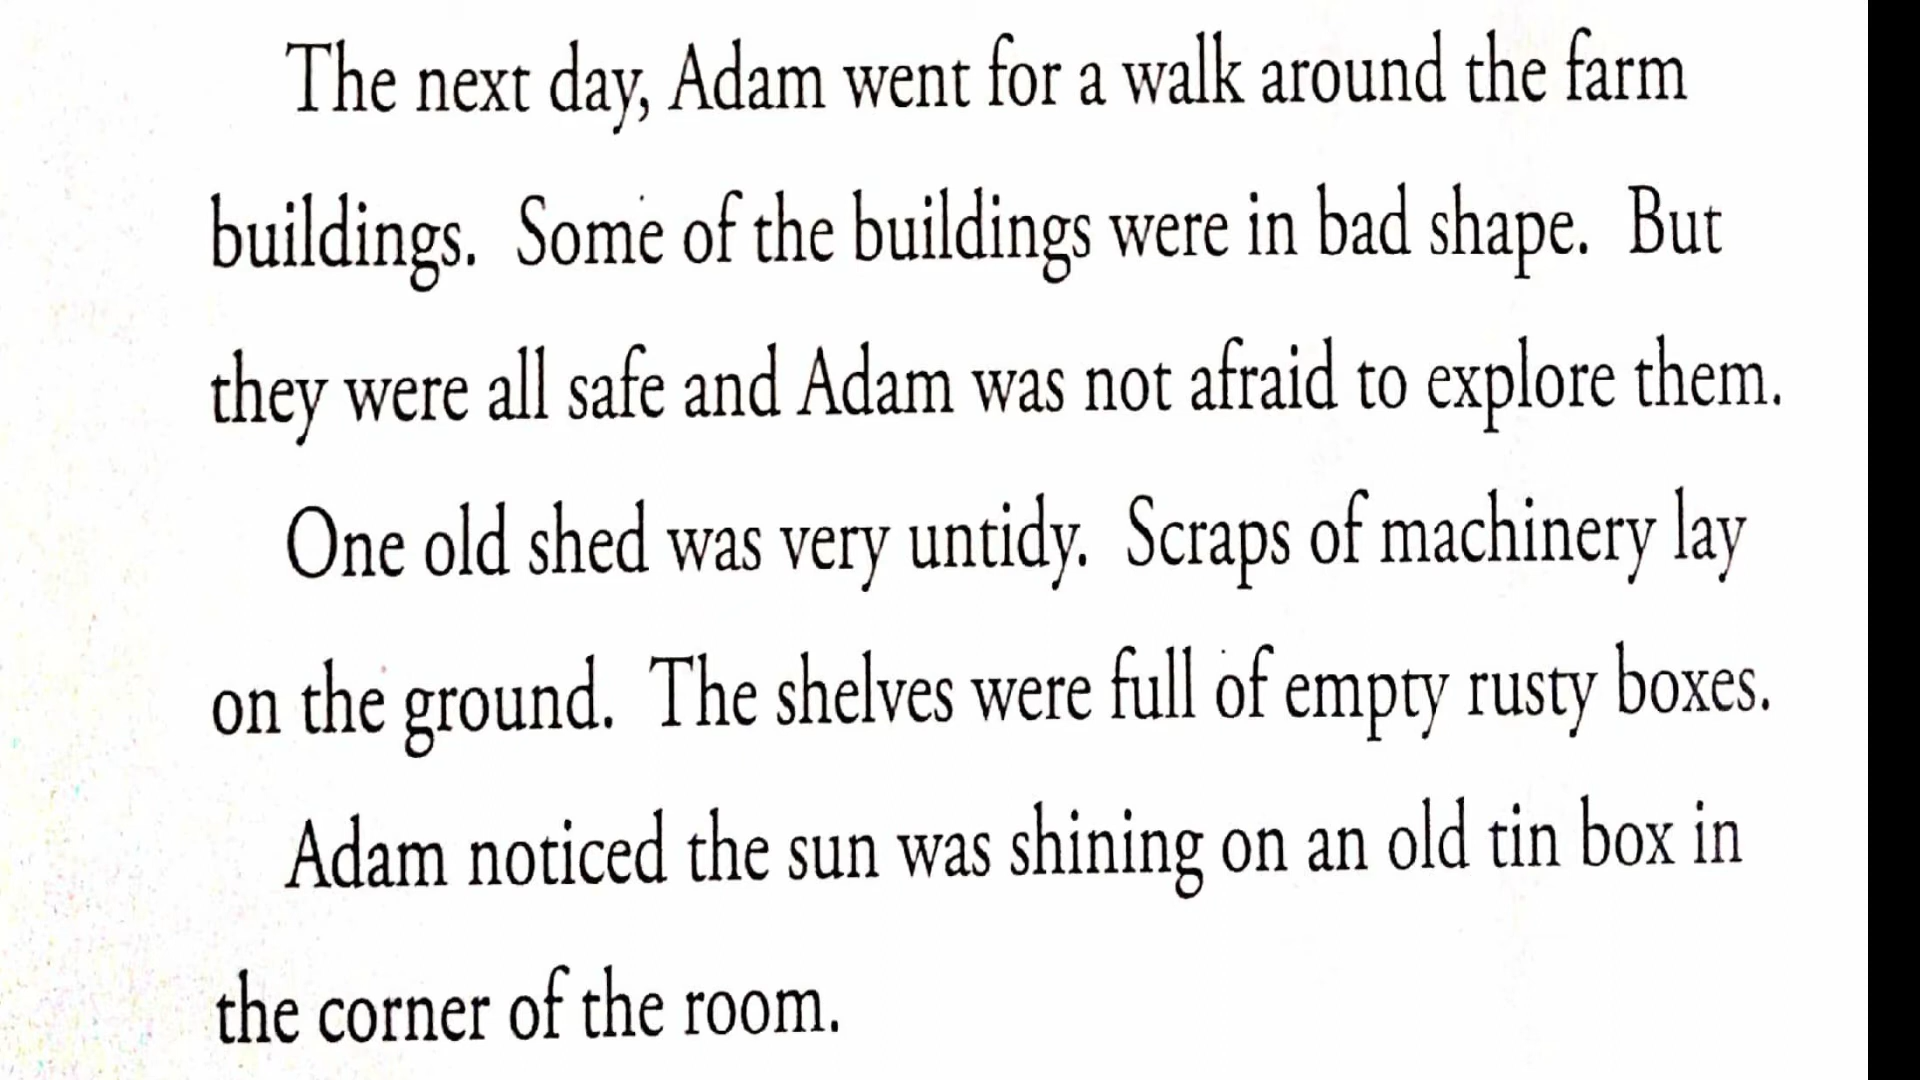 The next day, Adam went for a walk around the farm
buildings. Some of the buildings were in bad shape. But
they were all safe and Adam was not afraid to explore them.
One old shed was very untidy. Scraps of machinery lay
on the ground. The shelves were full of empty rusty boxes.
Adam noticed the sun was shining on an old tin box in
the corner of the room.